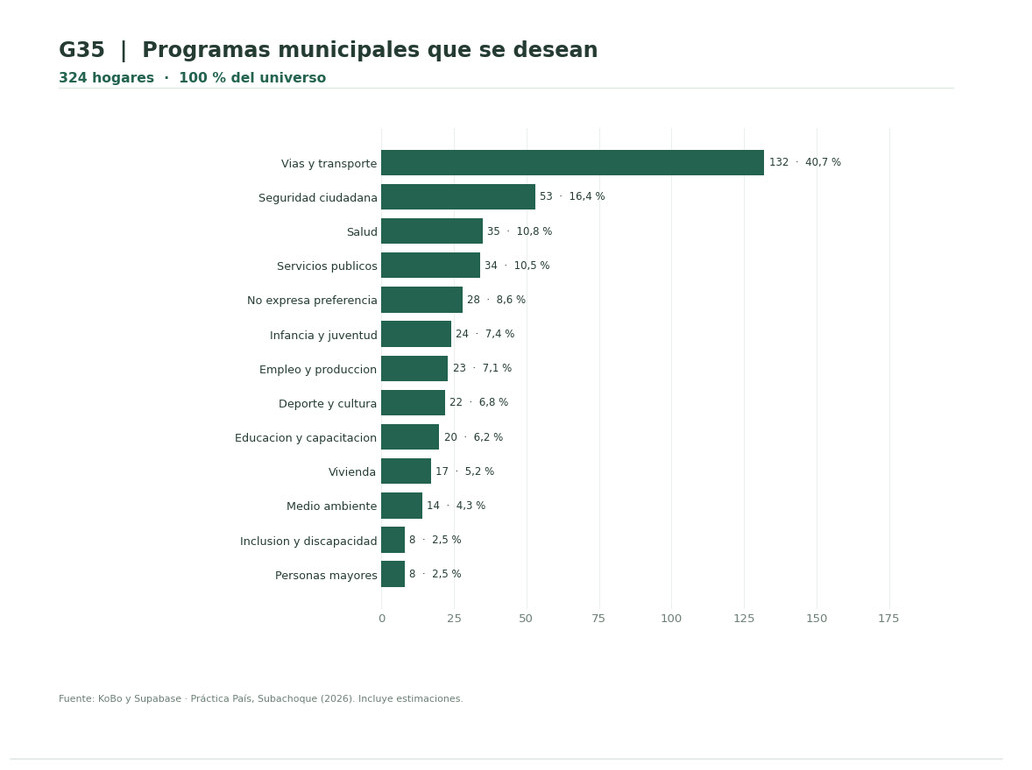 G35 | Programas municipales que se desean
324 hogares · 100 % del universo
Vias y transporte 132 · 40,7 %
Seguridad ciudadana 53 · 16,4 %
Salud 35 · 10,8 %
Servicios publicos 34 · 10,5 %
No expresa preferencia 28 · 8,6 %
Infancia y juventud 24 · 7,4 %
Empleo y produccion 23 · 7,1 %
Deporte y cultura 22 · 6,8 %
Educacion y capacitacion 20 · 6,2 %
Vivienda 17 · 5,2 %
Medio ambiente 14 · 4,3 %
Inclusion y discapacidad 8 · 2,5 %
Personas mayores 8 · 2,5 %
0 25 50 75 100 125 150 175
Fuente: KoBo y Supabase · Práctica País, Subachoque (2026). Incluye estimaciones.